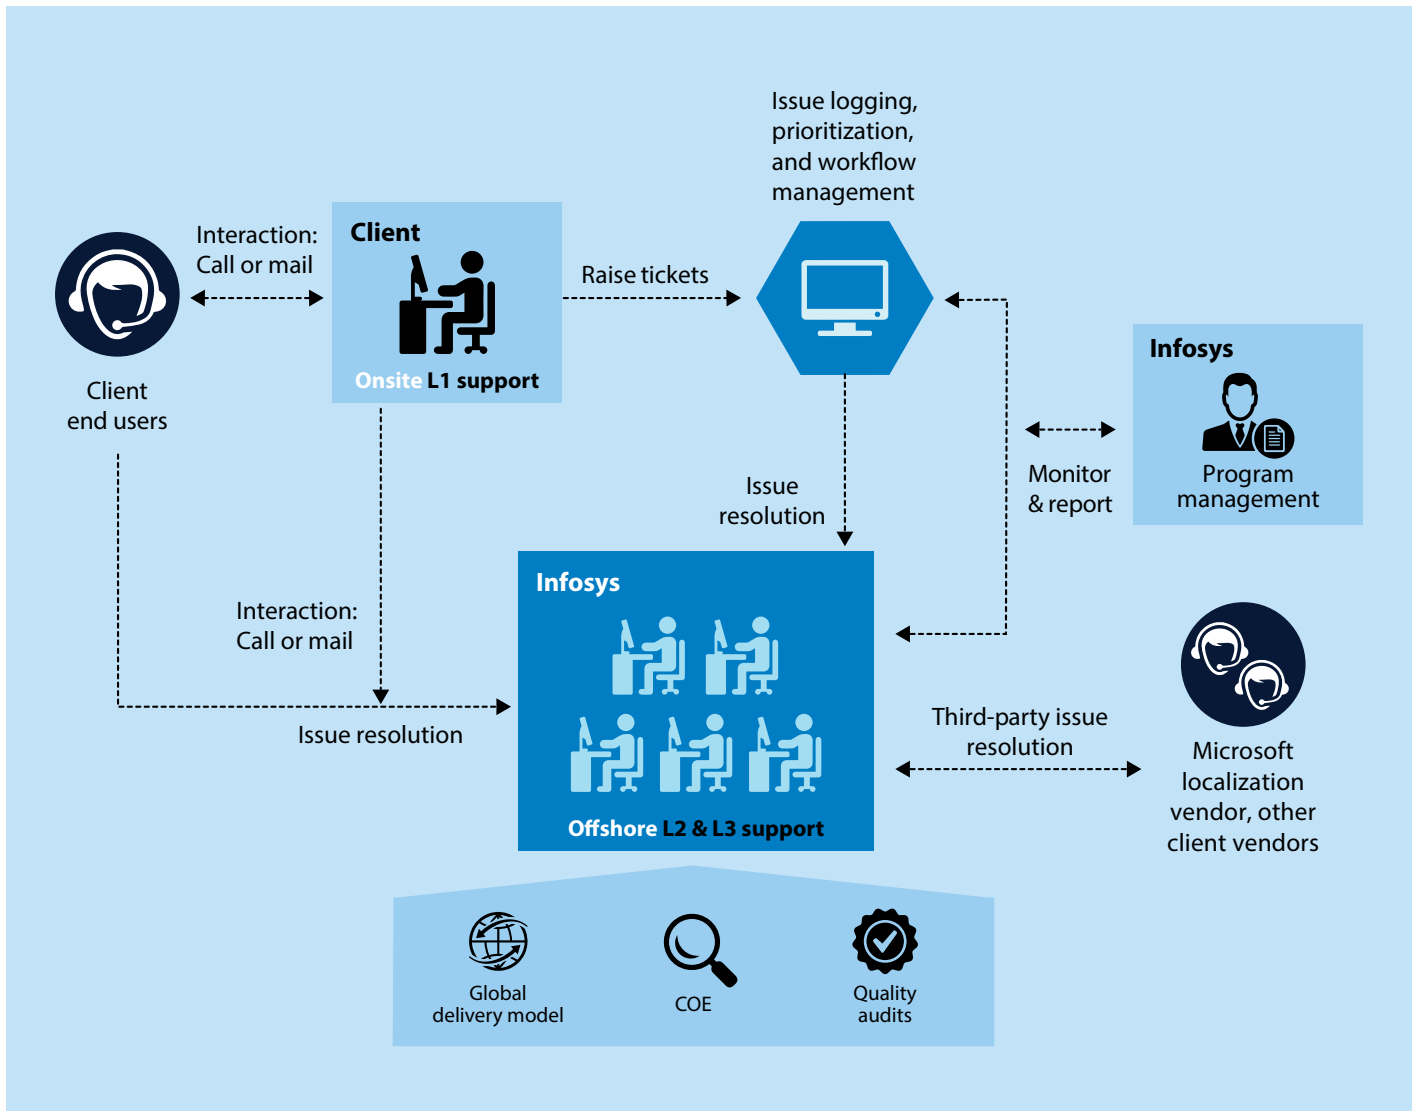 Issue logging,
prioritization,
and workflow
management
Interaction:
Call or mail
Client
Onsite L1 support
Raise tickets
Client
end users
Infosys
Program
management
Monitor
& report
Issue
resolution
Interaction:
Call or mail
Issue resolution
Infosys
Offshore L2 & L3 support
Third-party issue
resolution
Microsoft
localization
vendor, other
client vendors
Global
delivery model
COE
Quality
audits